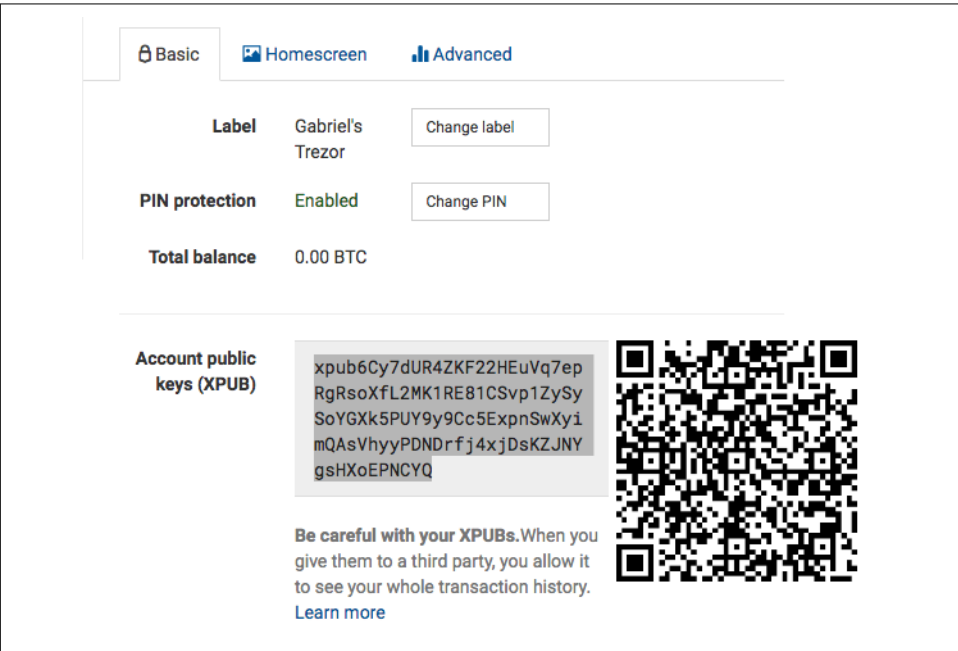 Basic Homescreen Advanced
Label Gabriel's Change label
Trezor
PIN protection Enabled Change PIN
Total balance 0.00 BTC
Account public
keys (XPUB)
xpub6Cy7dUR4ZKF22HEuVq7ep
RgRsoXfL2MK1RE81CSvp1ZySy
SoYGXk5PUY9y9Cc5ExpnSwXyi
mQAsVhyyPDNDrfj4xjDsKZJNY
gsHXoEPNCYQ
Be careful with your XPUBs.When you
give them to a third party, you allow it
to see your whole transaction history.
Learn more